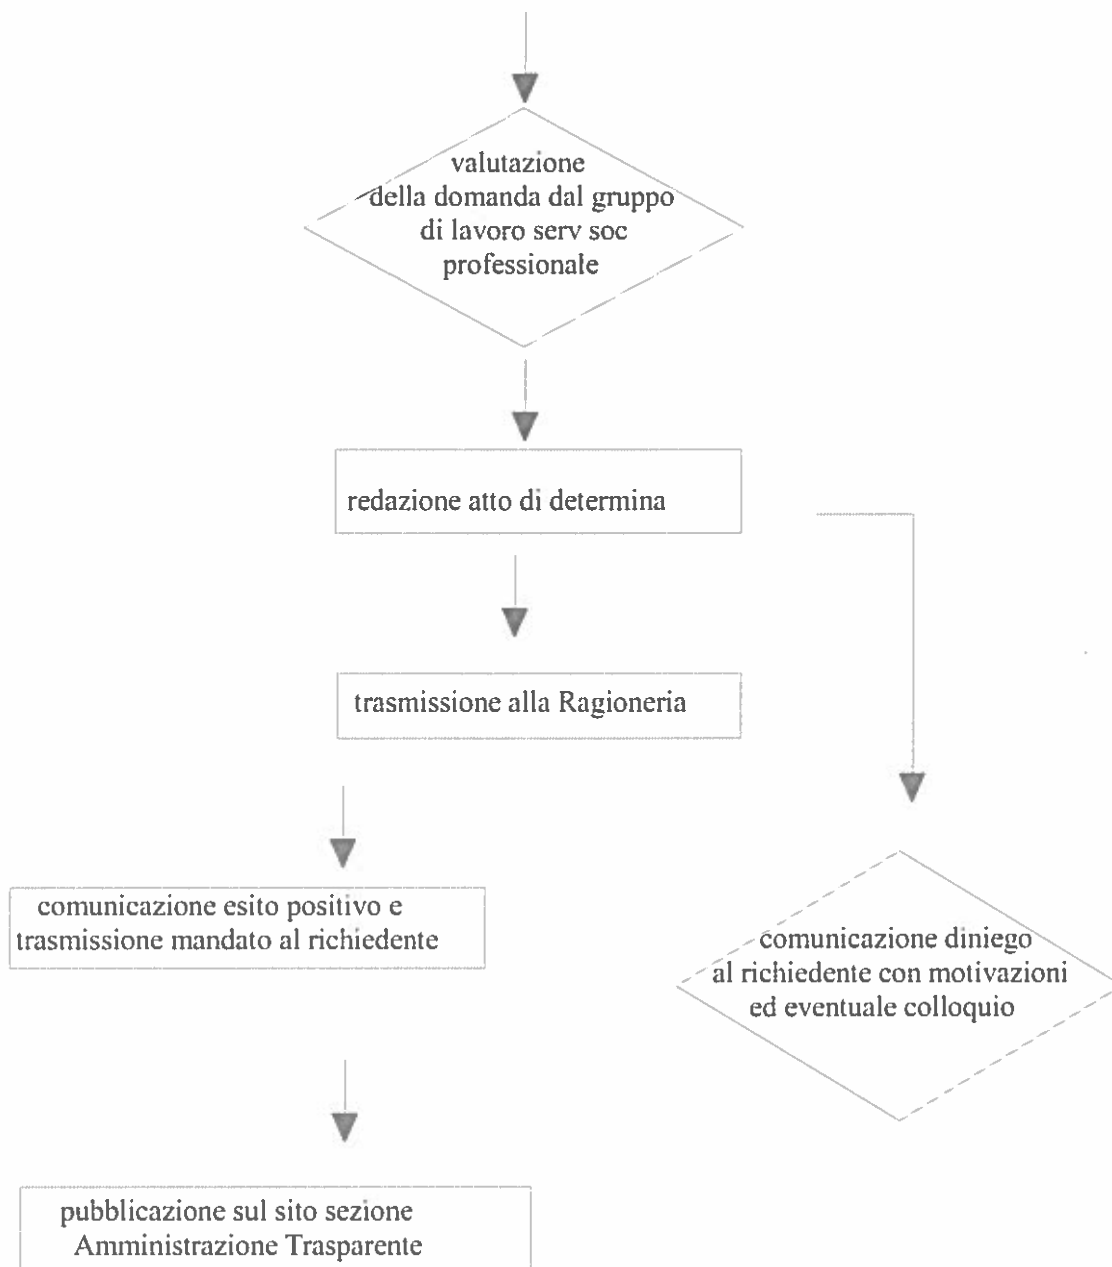 valutazione
della domanda dal gruppo
di lavoro serv soc
professionale
redazione atto di determina
trasmissione alla Ragioneria
comunicazione esito positivo e
trasmissione mandato al richiedente
comunicazione diniego
al richiedente con motivazioni
ed eventuale colloquio
pubblicazione sul sito sezione
Amministrazione Trasparente